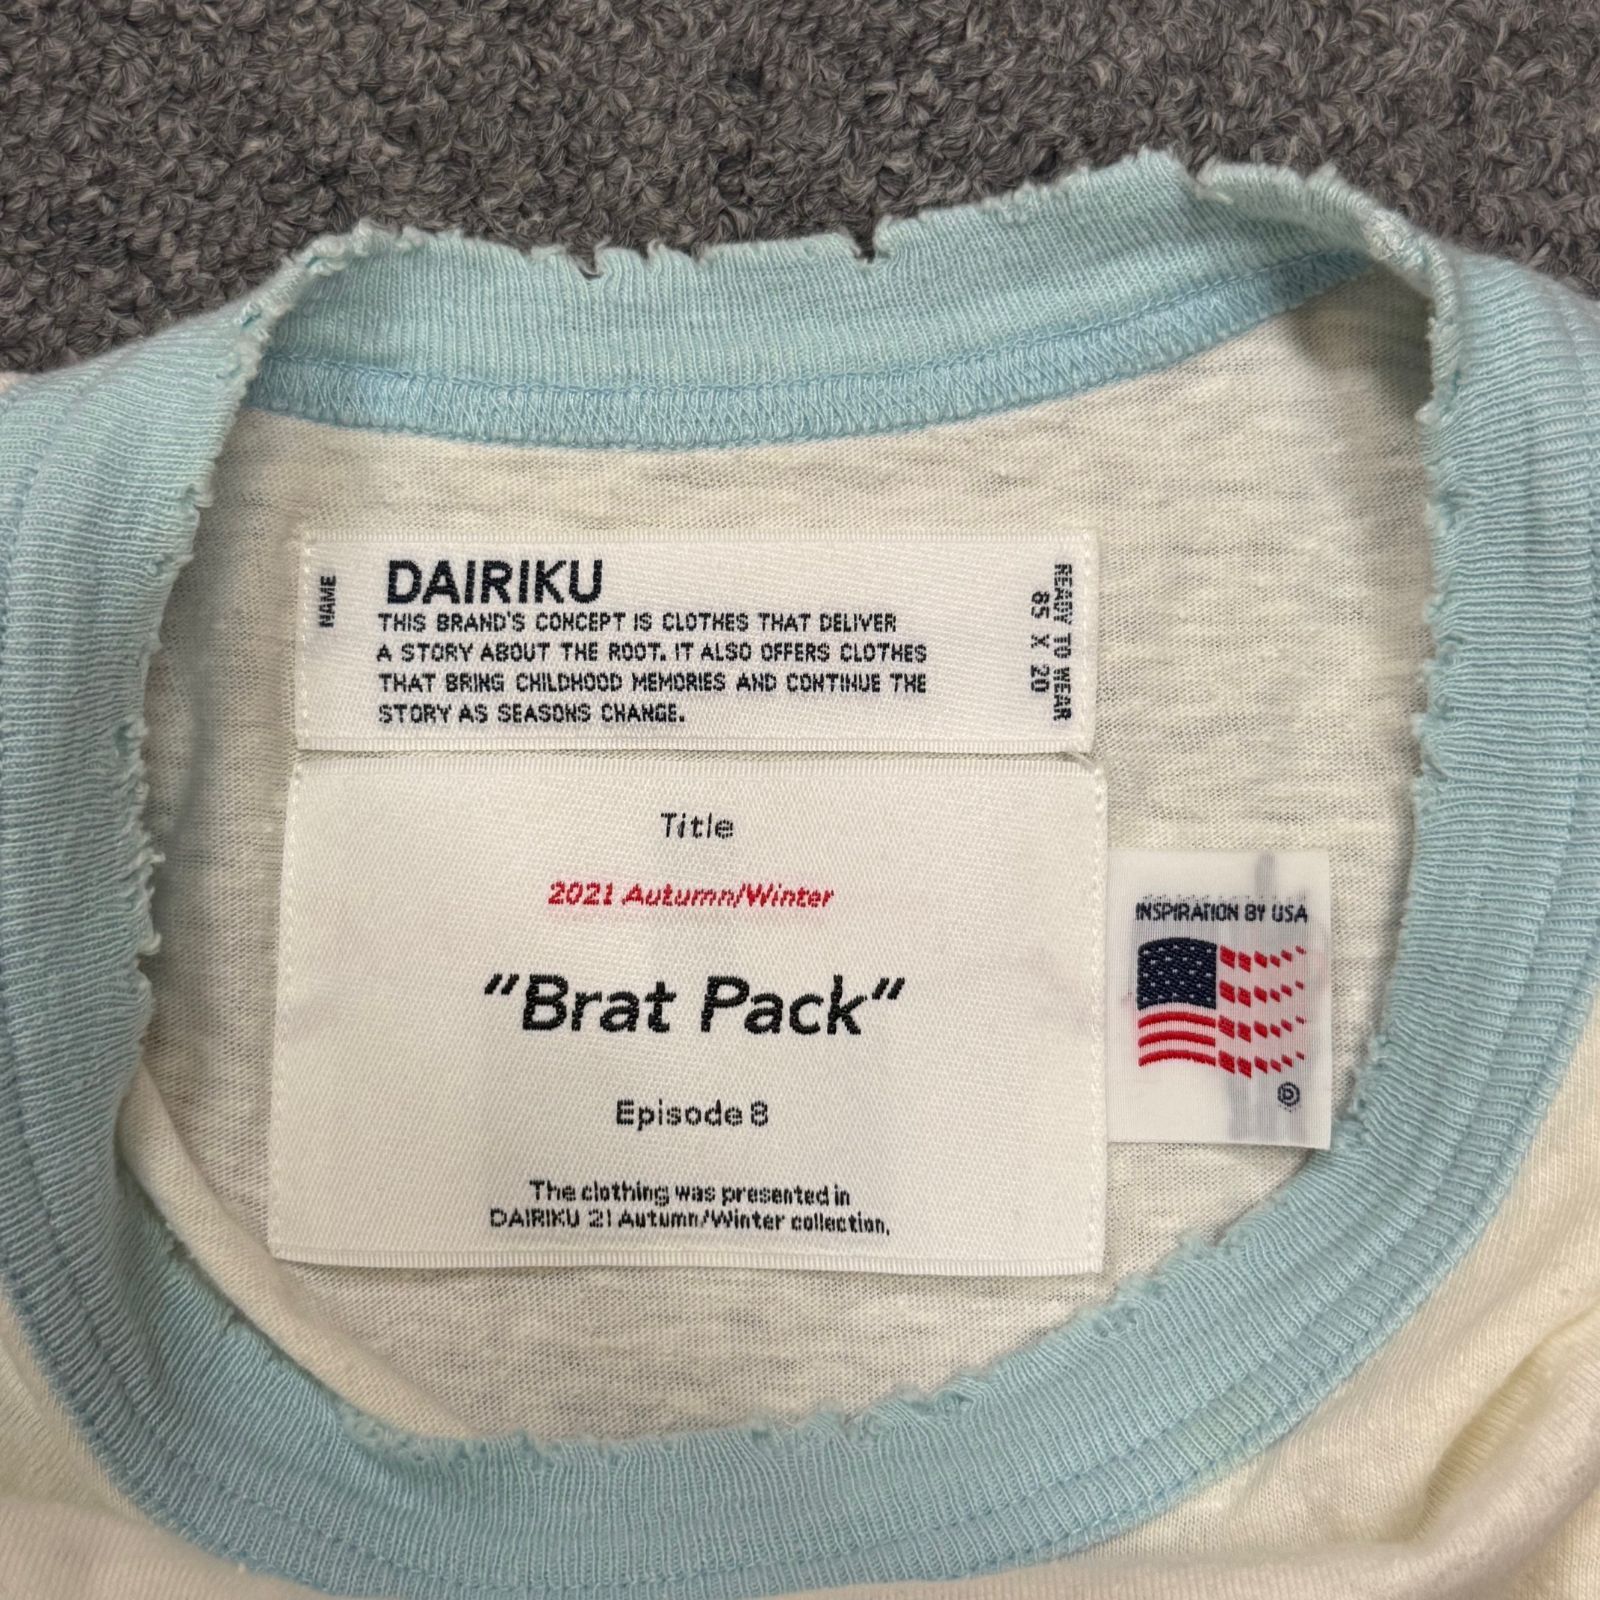 NAME
DAIRIKU
THIS BRAND'S CONCEPT IS CLOTHES THAT DELIVER
A STORY ABOUT THE ROOT. IT ALSO OFFERS CLOTHES
THAT BRING CHILDHOOD MEMORIES AND CONTINUE THE
STORY AS SEASONS CHANGE.
READY TO WEAR
85 X 20
Title
2021 Autumn/Winter
"Brat Pack"
Episode 8
The clothing was presented in
DAIRIKU 21 Autumn/Winter collection.
INSPIRATION BY USA
D